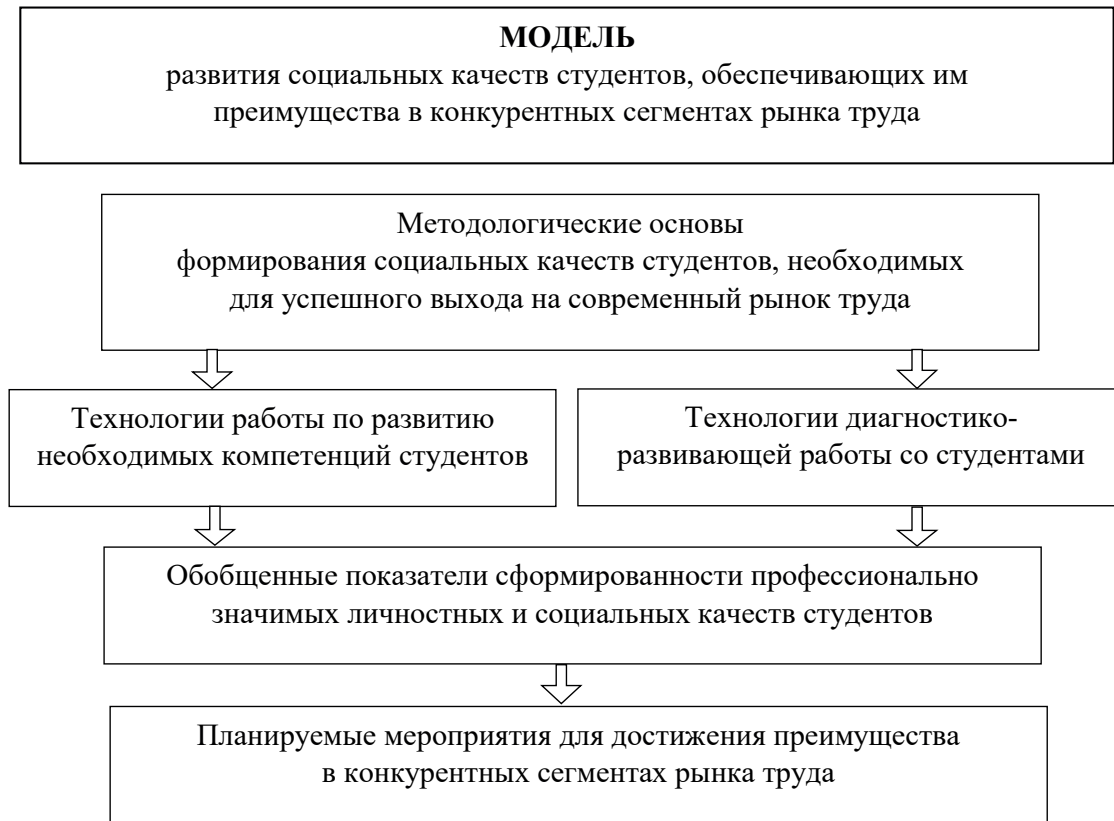 МОДЕЛЬ
развития социальных качеств студентов, обеспечивающих им
преимущества в конкурентных сегментах рынка труда
Методологические основы
формирования социальных качеств студентов, необходимых
для успешного выхода на современный рынок труда
Технологии работы по развитию
необходимых компетенций студентов
Технологии диагностико-
развивающей работы со студентами
Обобщенные показатели сформированности профессионально
значимых личностных и социальных качеств студентов
Планируемые мероприятия для достижения преимущества
в конкурентных сегментах рынка труда